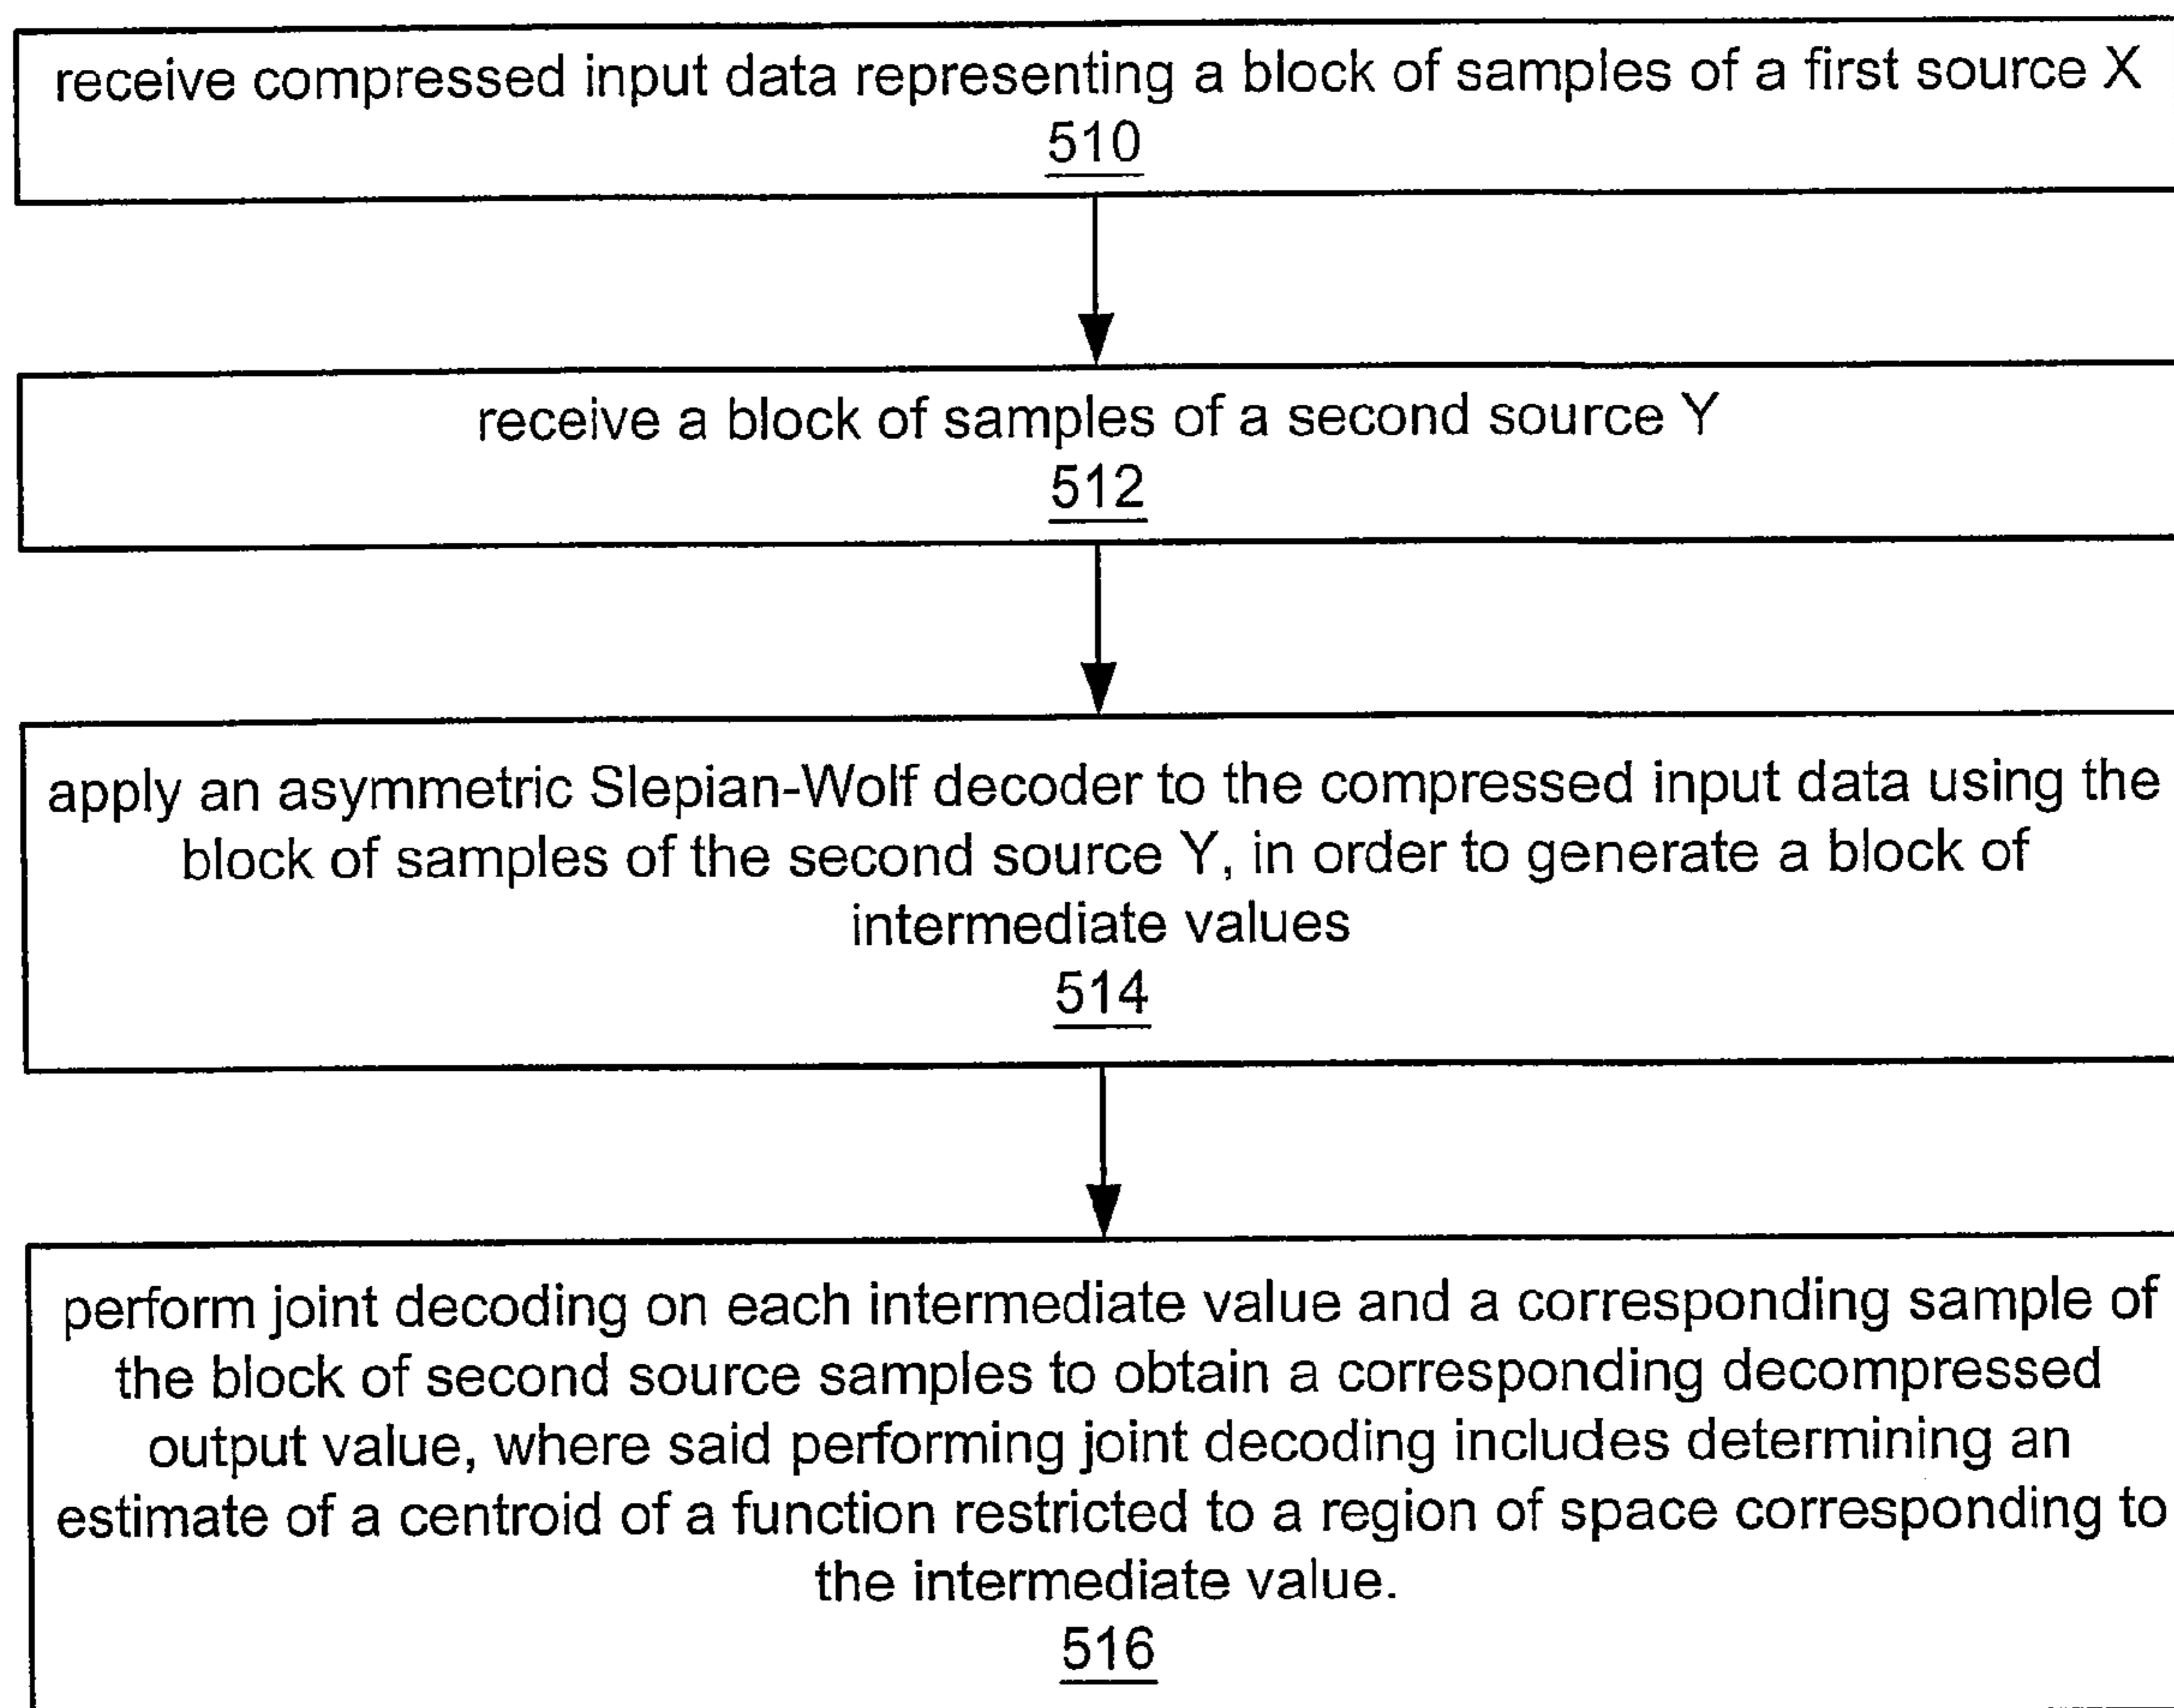 receive compressed input data representing a block of samples of a first source X
510
receive a block of samples of a second source Y
512
apply an asymmetric Slepian-Wolf decoder to the compressed input data using the
block of samples of the second source Y, in order to generate a block of
intermediate values
514
perform joint decoding on each intermediate value and a corresponding sample of
the block of second source samples to obtain a corresponding decompressed
output value, where said performing joint decoding includes determining an
estimate of a centroid of a function restricted to a region of space corresponding to
the intermediate value.
516